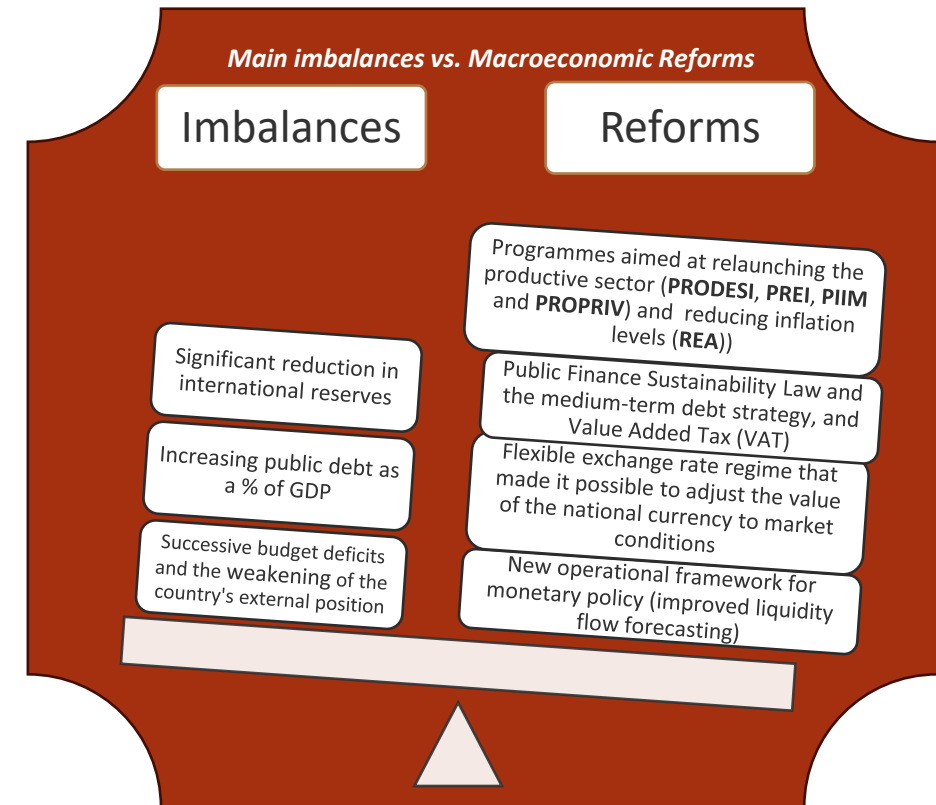 Main imbalances vs. Macroeconomic Reforms
Imbalances
Significant reduction in
international reserves
Increasing public debt as
a % of GDP
Successive budget deficits
and the weakening of the
country's external position
Reforms
Programmes aimed at relaunching the
productive sector (PRODESI, PREI, PIIM
and PROPRIV) and reducing inflation
levels (REA))
Public Finance Sustainability Law and
the medium-term debt strategy, and
Value Added Tax (VAT)
Flexible exchange rate regime that
made it possible to adjust the value
of the national currency to market
conditions
New operational framework for
monetary policy (improved liquidity
flow forecasting)